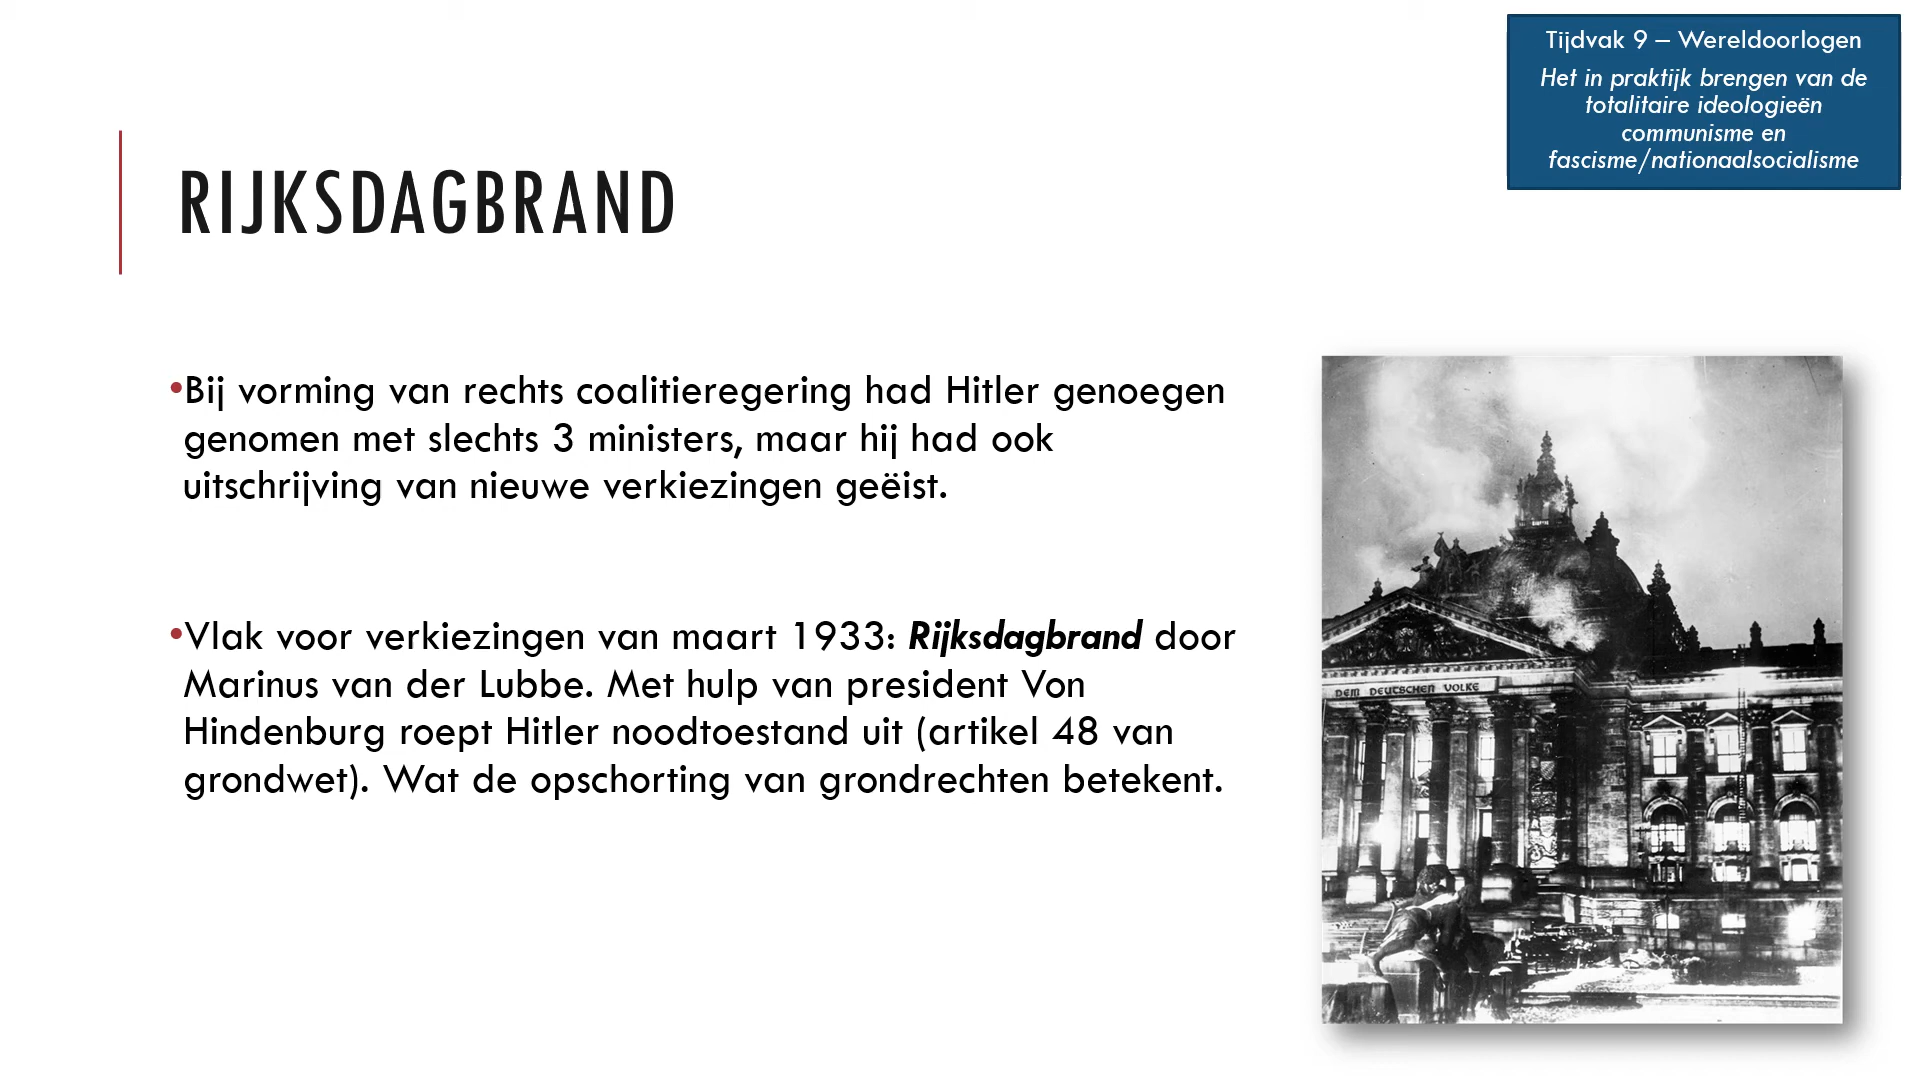 Tijdvak 9 – Wereldoorlogen
Het in praktijk brengen van de
totalitaire ideologieën
communisme en
fascisme/nationaalsocialisme
RIJKSDAGBRAND
•Bij vorming van rechts coalitieregering had Hitler genoegen
genomen met slechts 3 ministers, maar hij had ook
uitschrijving van nieuwe verkiezingen geëist.
•Vlak voor verkiezingen van maart 1933: Rijksdagbrand door
Marinus van der Lubbe. Met hulp van president Von
Hindenburg roept Hitler noodtoestand uit (artikel 48 van
grondwet). Wat de opschorting van grondrechten betekent.
DEM DEUTSCHEN VOLKE